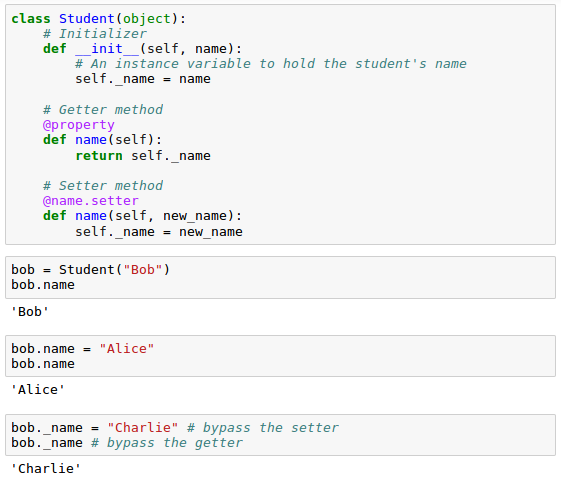 class Student(object):
    # Initializer
    def __init__(self, name):
        # An instance variable to hold the student's name
        self._name = name

    # Getter method
    @property
    def name(self):
        return self._name

    # Setter method
    @name.setter
    def name(self, new_name):
        self._name = new_name

bob = Student("Bob")
bob.name
'Bob'

bob.name = "Alice"
bob.name
'Alice'

bob._name = "Charlie" # bypass the setter
bob._name # bypass the getter
'Charlie'